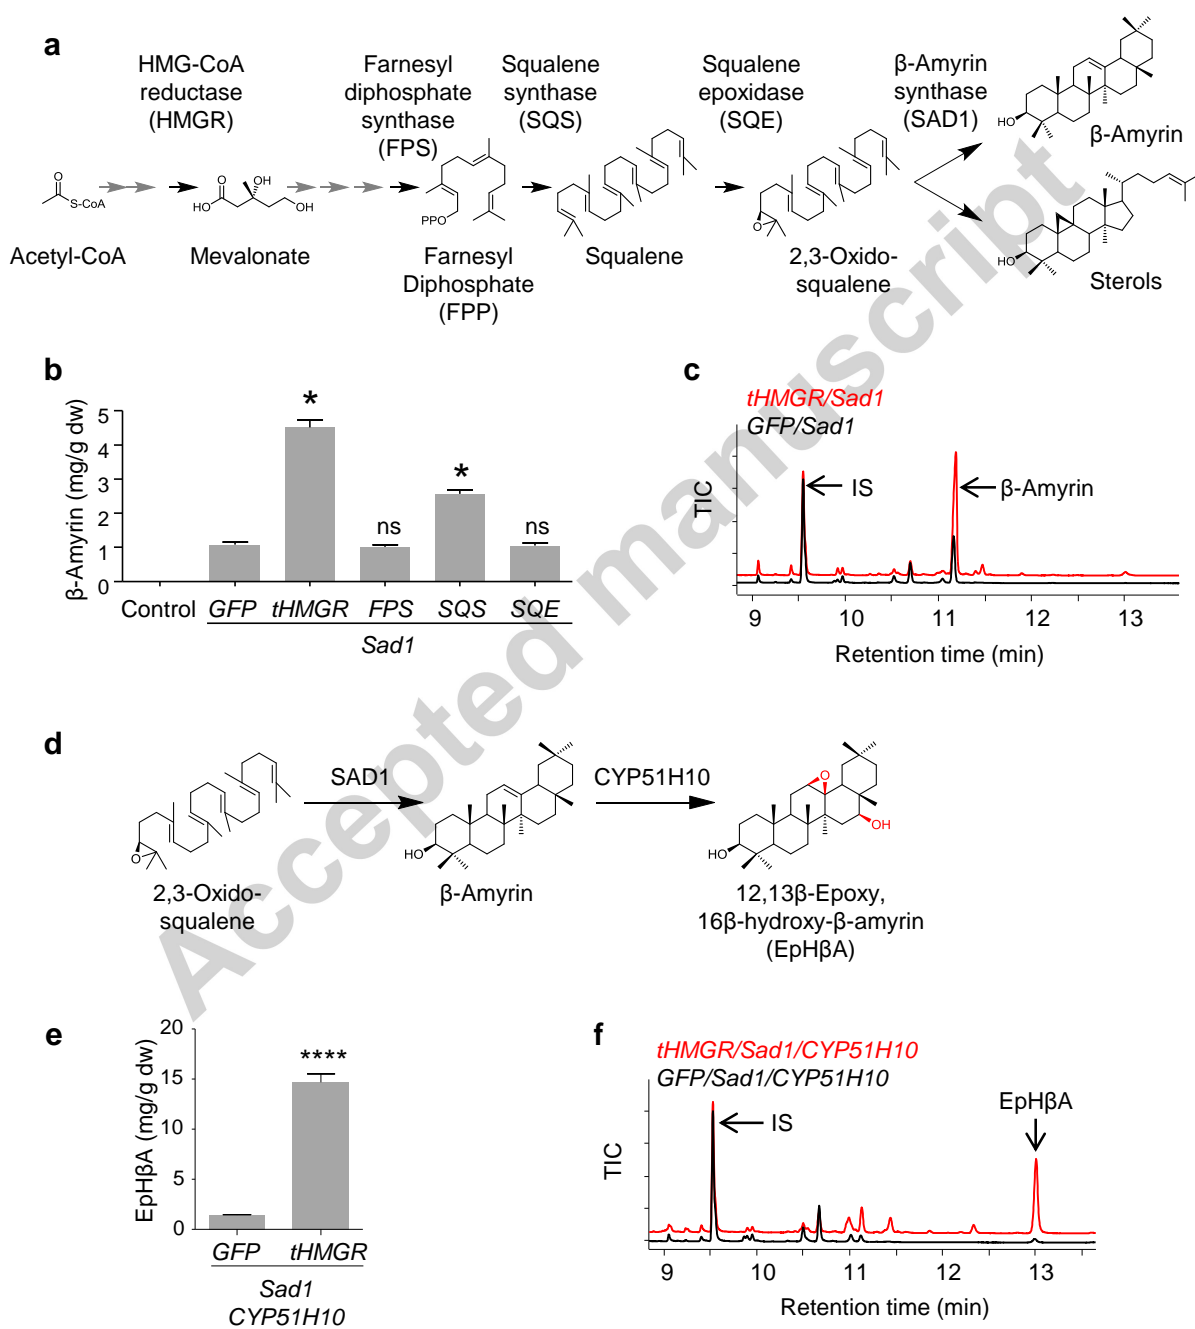 a
HMG-CoA
reductase
(HMGR)
Farnesyl
diphosphate
synthase
(FPS)
Squalene
synthase
(SQS)
Squalene
epoxidase
(SQE)
β-Amyrin
synthase
(SAD1)
HO
β-Amyrin
O
S-CoA
Acetyl-CoA
O
OH
HO
OH
Mevalonate
PPO
Farnesyl
Diphosphate
(FPP)
Squalene
O
2,3-Oxido-
squalene
HO
Sterols
b
β-Amyrin (mg/g dw)
5
4
3
2
1
0
*
ns
*
ns
Control
GFP
tHMGR
FPS
SQS
SQE
Sad1
c
tHMGR/Sad1
GFP/Sad1
TIC
IS
β-Amyrin
9
10
11
12
13
Retention time (min)
d
O
2,3-Oxido-
squalene
SAD1
HO
β-Amyrin
CYP51H10
O
OH
HO
12,13β-Epoxy,
16β-hydroxy-β-amyrin
(EpHβA)
e
EpHβA (mg/g dw)
20
15
10
5
0
****
GFP
tHMGR
Sad1
CYP51H10
f
tHMGR/Sad1/CYP51H10
GFP/Sad1/CYP51H10
TIC
IS
EpHβA
9
10
11
12
13
Retention time (min)
Accepted manuscript